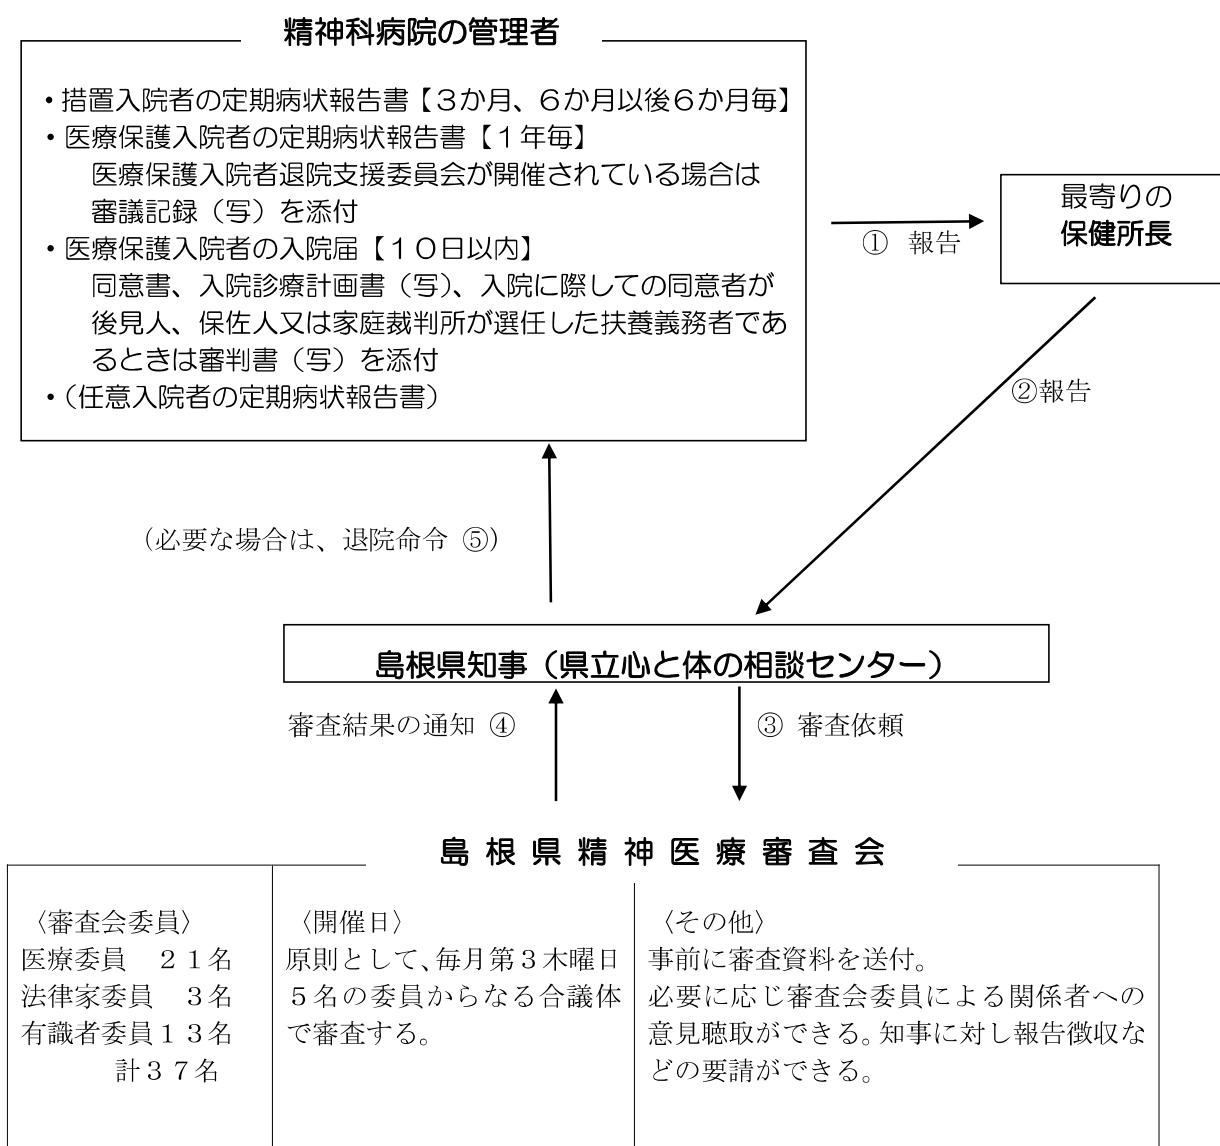 精神科病院の管理者
・措置入院者の定期病状報告書【３か月、６か月以後６か月毎】
・医療保護入院者の定期病状報告書【１年毎】
医療保護入院者退院支援委員会が開催されている場合は
審議記録（写）を添付
・医療保護入院者の入院届【１０日以内】
同意書、入院診療計画書（写）、入院に際しての同意者が
後見人、保佐人又は家庭裁判所が選任した扶養義務者であ
るときは審判書（写）を添付
・（任意入院者の定期病状報告書）
① 報告
最寄りの
保健所長
②報告
（必要な場合は、退院命令 ⑤）
島根県知事（県立心と体の相談センター）
審査結果の通知 ④
③ 審査依頼
島根県精神医療審査会
〈審査会委員〉
医療委員　２１名
法律家委員　３名
有識者委員１３名
計３７名
〈開催日〉
原則として、毎月第３木曜日
５名の委員からなる合議体
で審査する。
〈その他〉
事前に審査資料を送付。
必要に応じ審査会委員による関係者への
意見聴取ができる。知事に対し報告徴収な
どの要請ができる。